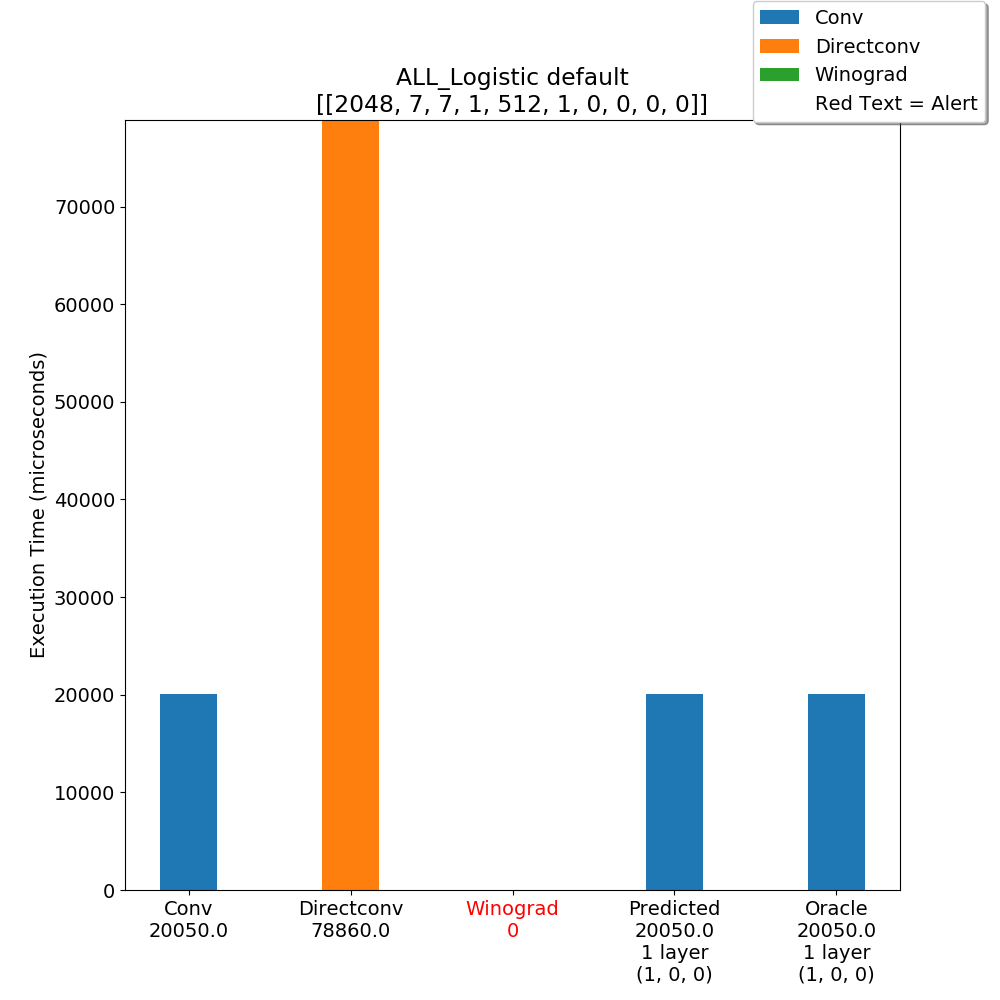 Conv
Directconv
Winograd
Red Text = Alert
ALL_Logistic default
[[2048, 7, 7, 1, 512, 1, 0, 0, 0, 0]]
Execution Time (microseconds)
70000
60000
50000
40000
30000
20000
10000
0
Conv
20050.0
Directconv
78860.0
Winograd
0
Predicted
20050.0
1 layer
(1, 0, 0)
Oracle
20050.0
1 layer
(1, 0, 0)